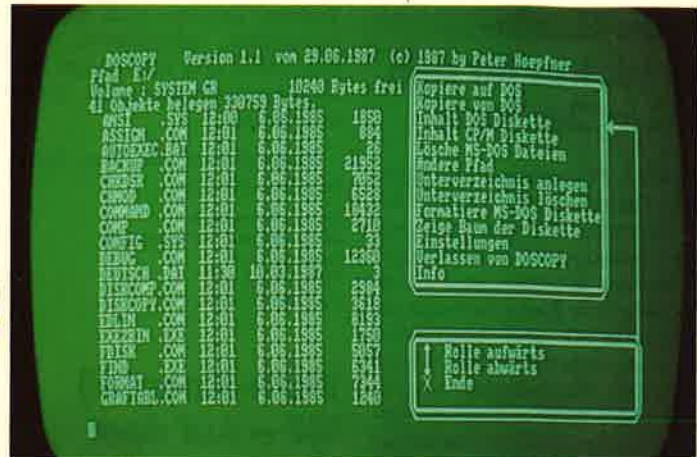 DOSCOPY Version 1.1 vom 29.06.1987 (c) 1987 by Peter Hoepfner
Pfad E:/
Volume : SYSTEM GR 10240 Bytes frei
41 Objekte belegen 330759 Bytes.
ANSI .SYS 12:00 6.06.1985 1850
ASSIGN .COM 12:01 6.06.1985 884
AUTOEXEC.BAT 12:01 6.06.1985
BACKUP .COM 12:01 6.06.1985 21952
CHKDSK .COM 12:01 6.06.1985
CHMOD .COM 12:01 6.06.1985
COMMAND .COM 12:01 6.06.1985
COMP .COM 12:01 6.06.1985 2710
CONFIG .SYS 12:01 6.06.1985 33
DEBUG .COM 12:01 6.06.1985 12360
DEUTSCH .DAT 11:30 10.03.1987 3
DISKCOMP.COM 12:01 6.06.1985 2984
DISKCOPY.COM 12:01 6.06.1985 3618
EDLIN .COM 12:01 6.06.1985 8193
EXE2BIN .EXE 12:01 6.06.1985 1750
FDISK .COM 12:01 6.06.1985 5057
FIND .EXE 12:01 6.06.1985 6341
FORMAT .COM 12:01 6.06.1985 7944
GRAFTABL.COM 12:01 6.06.1985 1240
Kopiere auf DOS
Kopiere von DOS
Inhalt DOS Diskette
Inhalt CP/M Diskette
Lösche MS-DOS Dateien
Andere Pfad
Unterverzeichnis anlegen
Unterverzeichnis löschen
Formatiere MS-DOS Diskette
Zeige Baum der Diskette
Einstellungen
Verlassen von DOSCOPY
Info
↑ Rolle aufwärts
↓ Rolle abwärts
X Ende